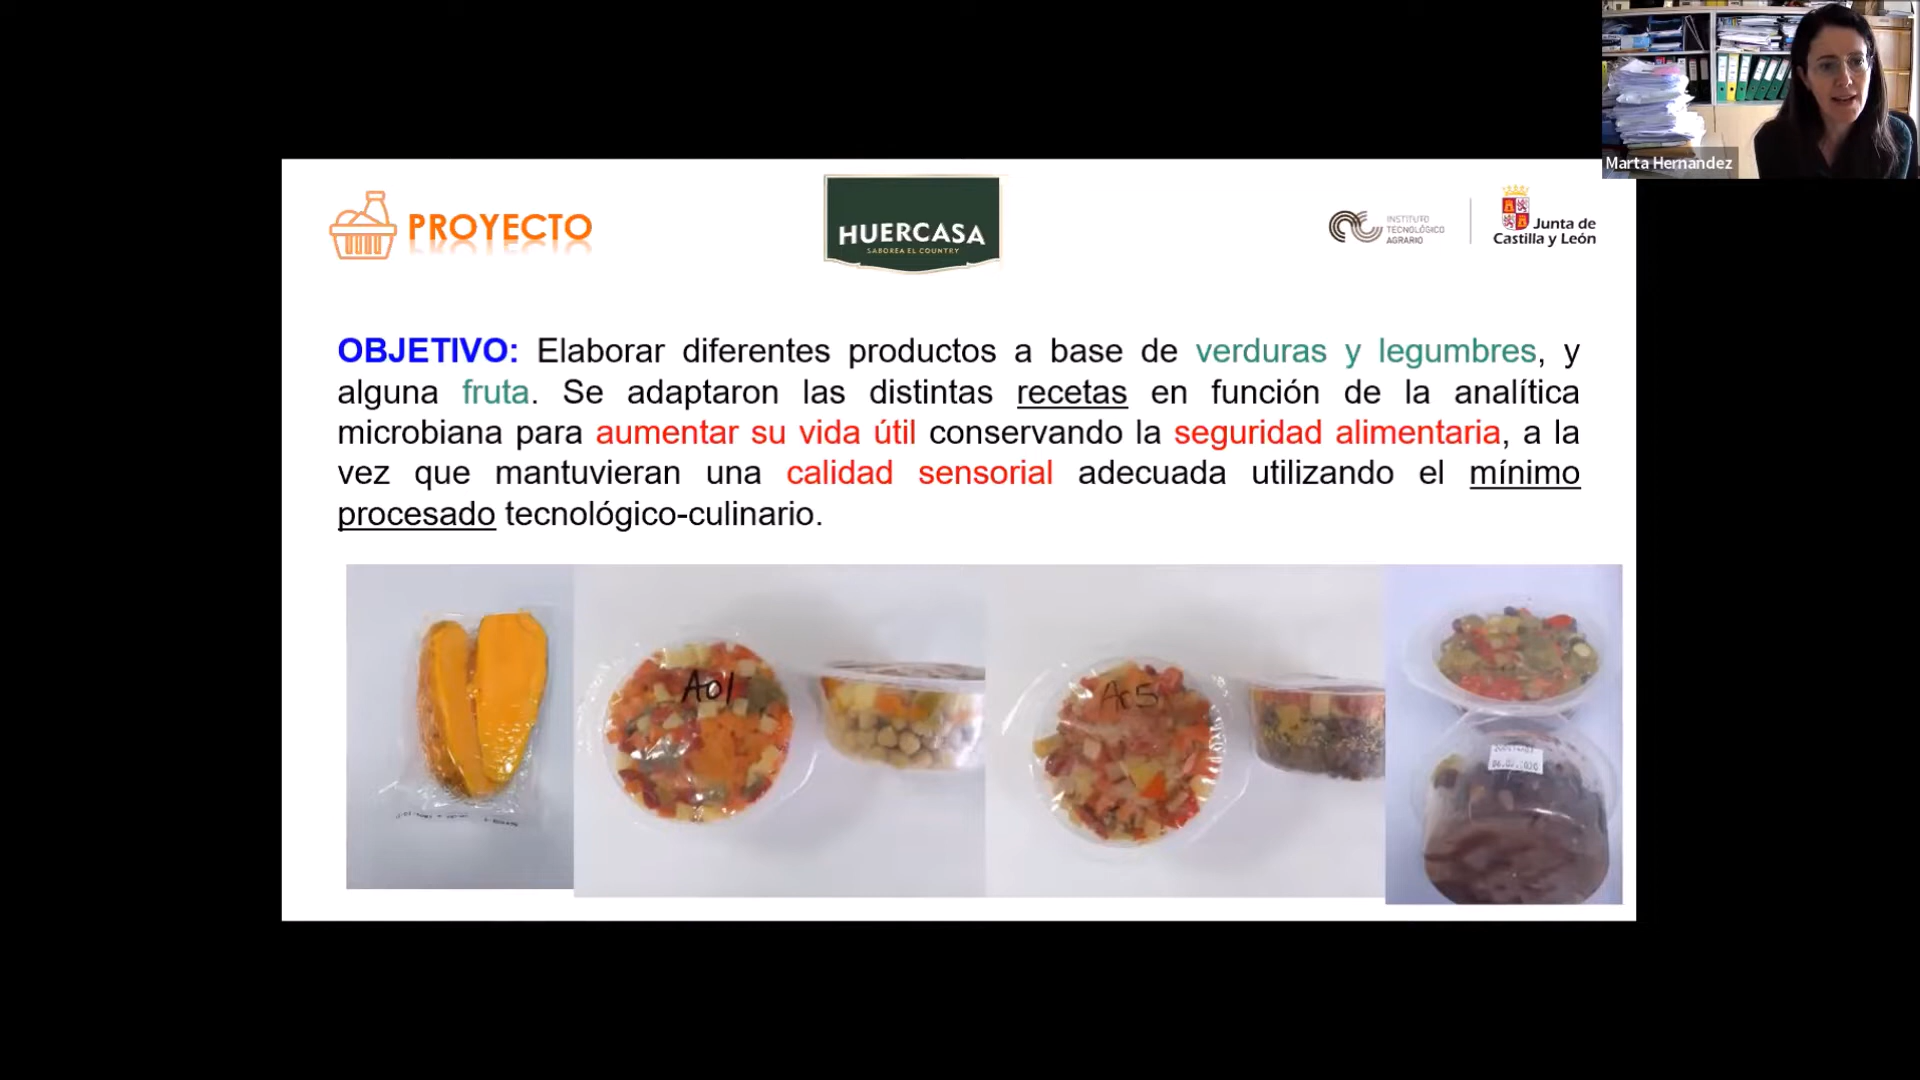 Marta Hernandez
PROYECTO
HUERCASA
SABOREA EL COUNTRY
INSTITUTO
TECNOLÓGICO
AGRARIO
Junta de
Castilla y León
OBJETIVO: Elaborar diferentes productos a base de verduras y legumbres, y
alguna fruta. Se adaptaron las distintas recetas en función de la analítica
microbiana para aumentar su vida útil conservando la seguridad alimentaria, a la
vez que mantuvieran una calidad sensorial adecuada utilizando el mínimo
procesado tecnológico-culinario.